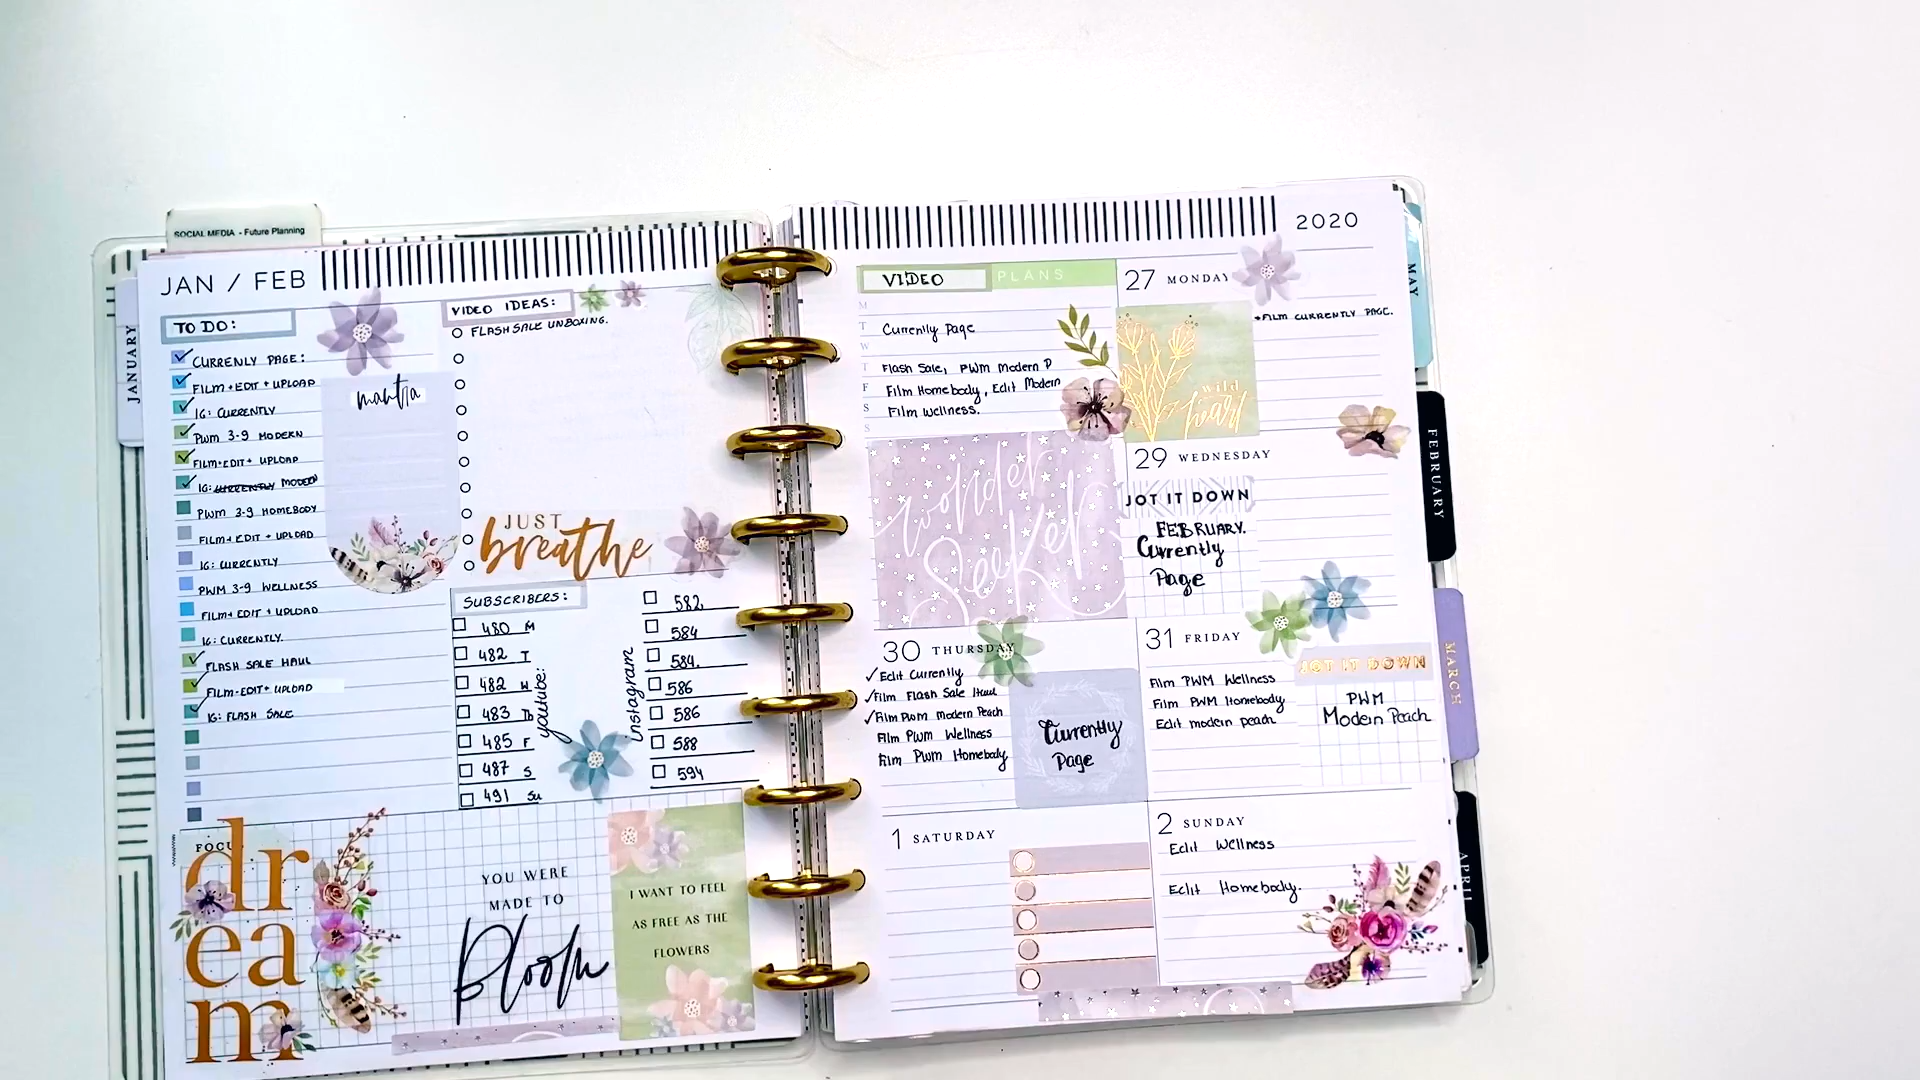 SOCIAL MEDIA - Future Planning
JAN / FEB
JANUARY
TO DO:
CURRENLY PAGE:
FILM + EDIT + UPLOAD
IG: CURRENTLY
PWM 3-9 MODERN
FILM + EDIT + UPLOAD
IG: CURRENTLY MODERN
PWM 3-9 HOMEBODY
FILM + EDIT + UPLOAD
IG: CURRENTLY
PWM 3-9 WELLNESS
FILM + EDIT + UPLOAD
IG: CURRENTLY.
FLASH SALE HAUL
FILM - EDIT + UPLOAD
IG: FLASH SALE
mantra
VIDEO IDEAS:
FLASH SALE UNBOXING.
JUST
breathe
SUBSCRIBERS:
480 M
482 T
482 W
483 Th
485 F
487 S
491 Su
youtube:
instagram
582
584
584.
586
586
588
594
FOCUS
dr
ea
m
YOU WERE
MADE TO
bloom
I WANT TO FEEL
AS FREE AS THE
FLOWERS
2020
VIDEO PLANS
M
T
W
T
F
S
S
Currently Page
Flash Sale, PWM Modern P
Film Homebody, Edit Modern
Film Wellness.
27 MONDAY
+FILM CURRENTLY PAGE.
wild
heart
wonder
Seeker
29 WEDNESDAY
JOT IT DOWN
FEBRUARY.
Currently
Page
30 THURSDAY
Edit Currently
Film Flash Sale Haul
Film Pwm Modern Peach
Film PWM Wellness
Film PWM Homebody
Currently
Page
31 FRIDAY
Film PWM Wellness
Film PWM Homebody
Edit modern peach
JOT IT DOWN
PWM
Modern Peach
1 SATURDAY
2 SUNDAY
Edit Wellness
Edit Homebody.
MAY
FEBRUARY
MARCH
APRIL